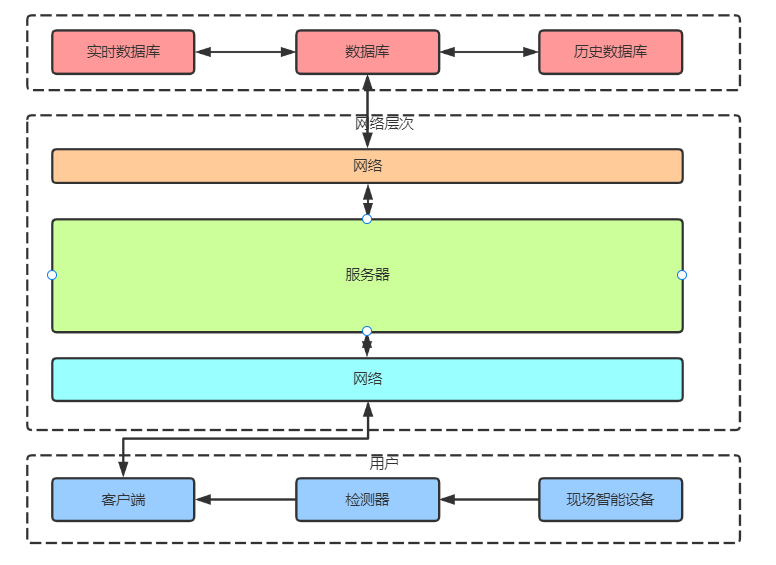 实时数据库
数据库
历史数据库
网络层次
网络
服务器
网络
用户
客户端
检测器
现场智能设备